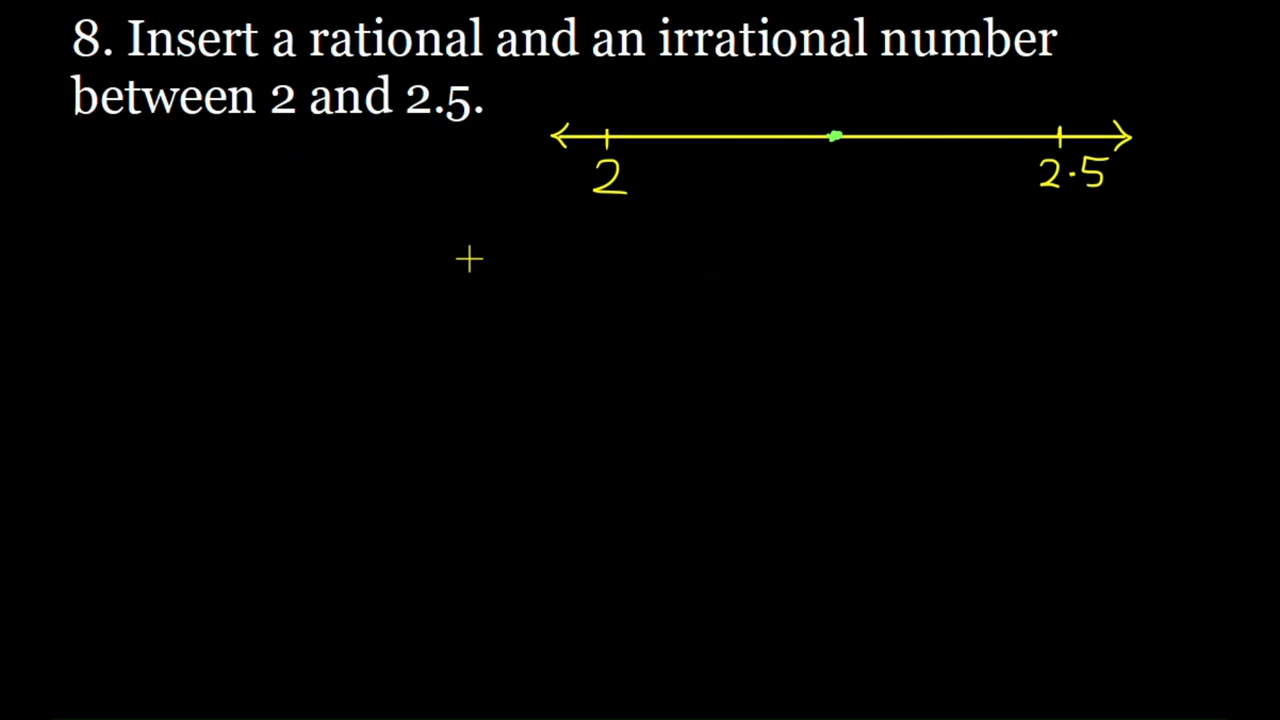 8. Insert a rational and an irrational number
between 2 and 2.5.
2 2.5